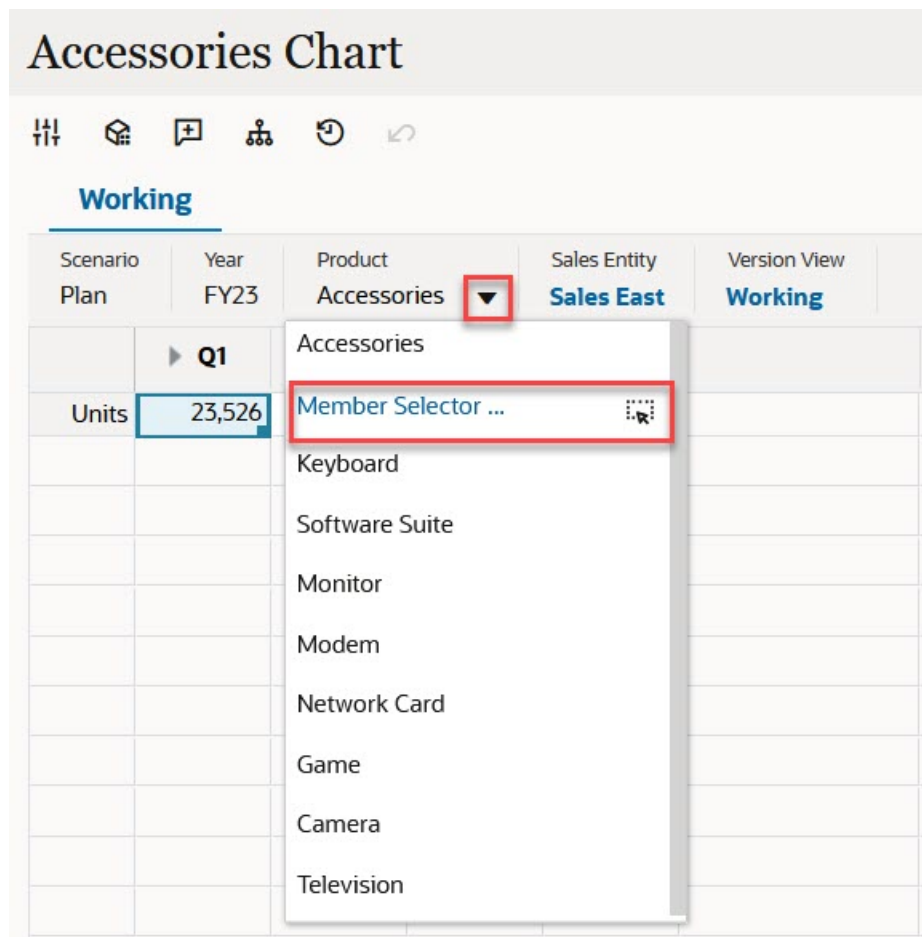 Accessories Chart
Working
Scenario Year Product Sales Entity Version View
Plan FY23 Accessories Sales East Working
Accessories
Q1
Member Selector ...
Units 23,526
Keyboard
Software Suite
Monitor
Modem
Network Card
Game
Camera
Television